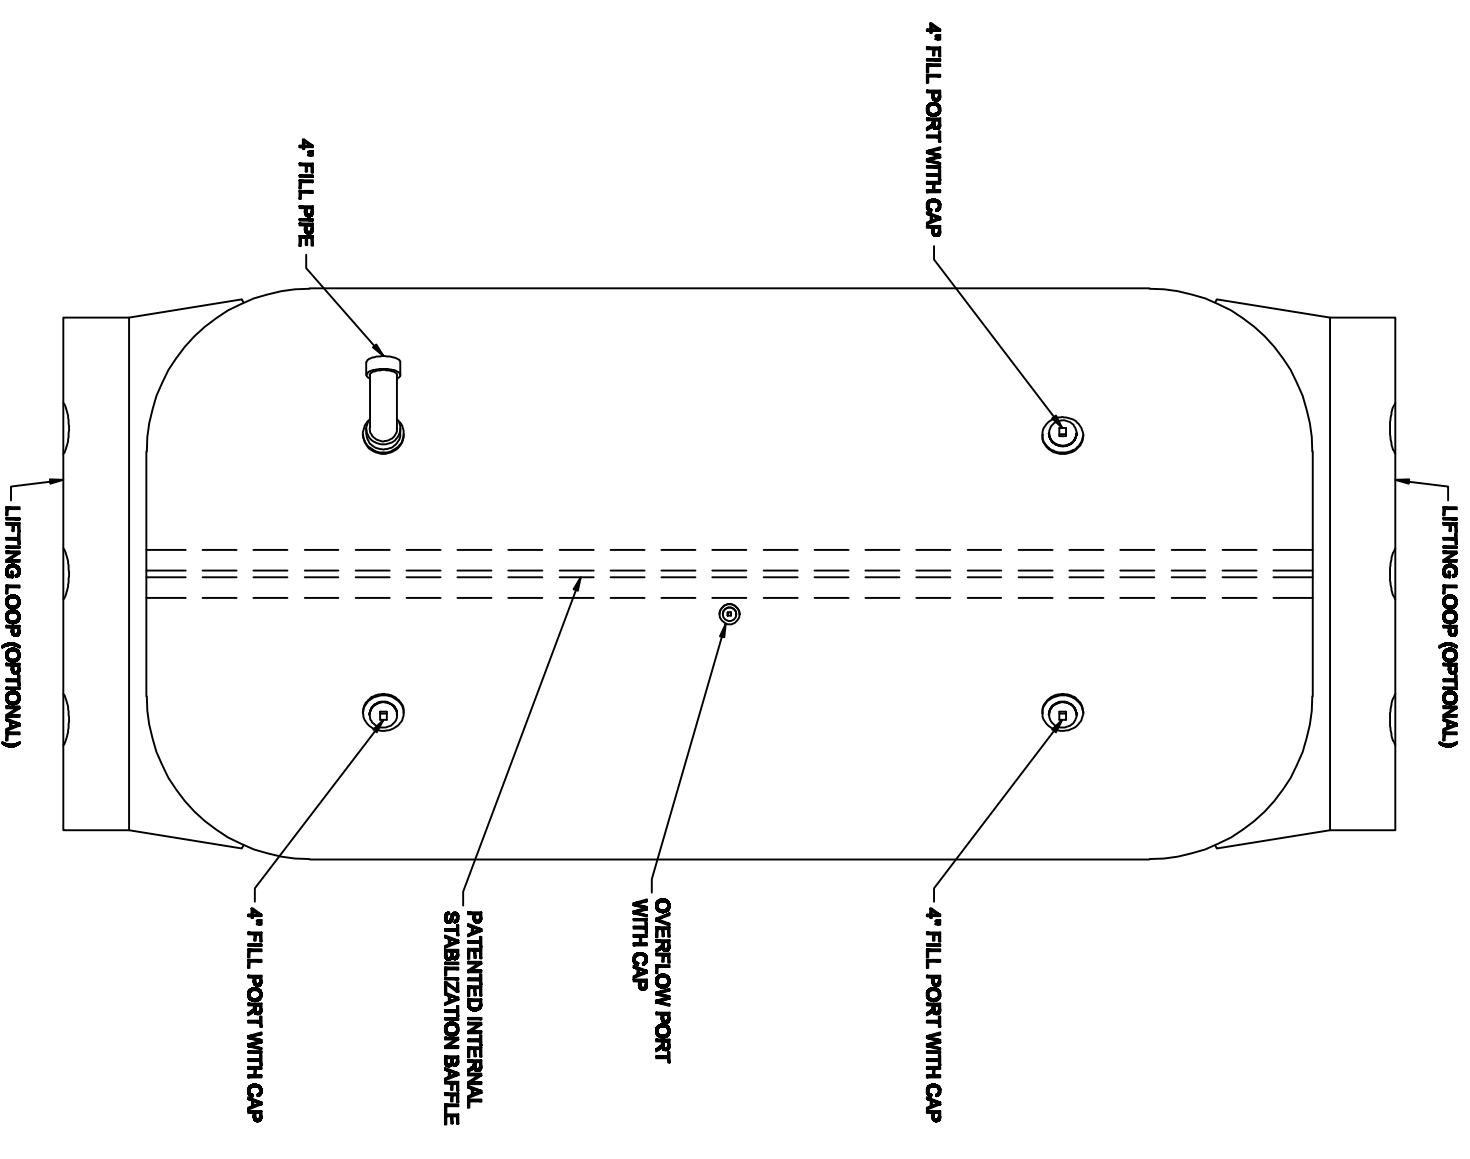 4" FILL PORT WITH CAP
4" FILL PIPE
LIFTING LOOP (OPTIONAL)
LIFTING LOOP (OPTIONAL)
4" FILL PORT WITH CAP
OVERFLOW PORT
WITH CAP
PATENTED INTERNAL
STABILIZATION BAFFLE
4" FILL PORT WITH CAP